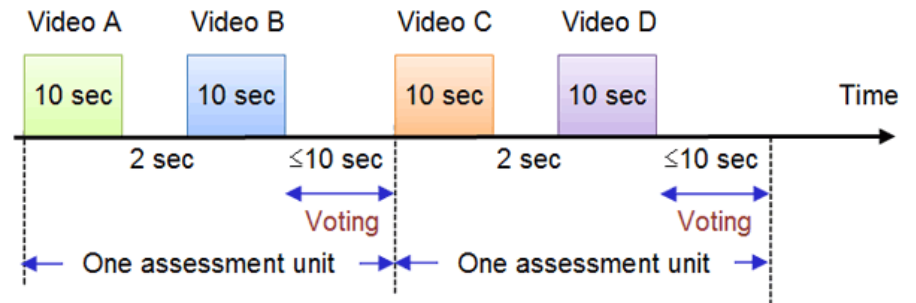 Video A Video B Video C Video D
10 sec 10 sec 10 sec 10 sec Time
2 sec ≤10 sec 2 sec ≤10 sec
Voting Voting
One assessment unit One assessment unit